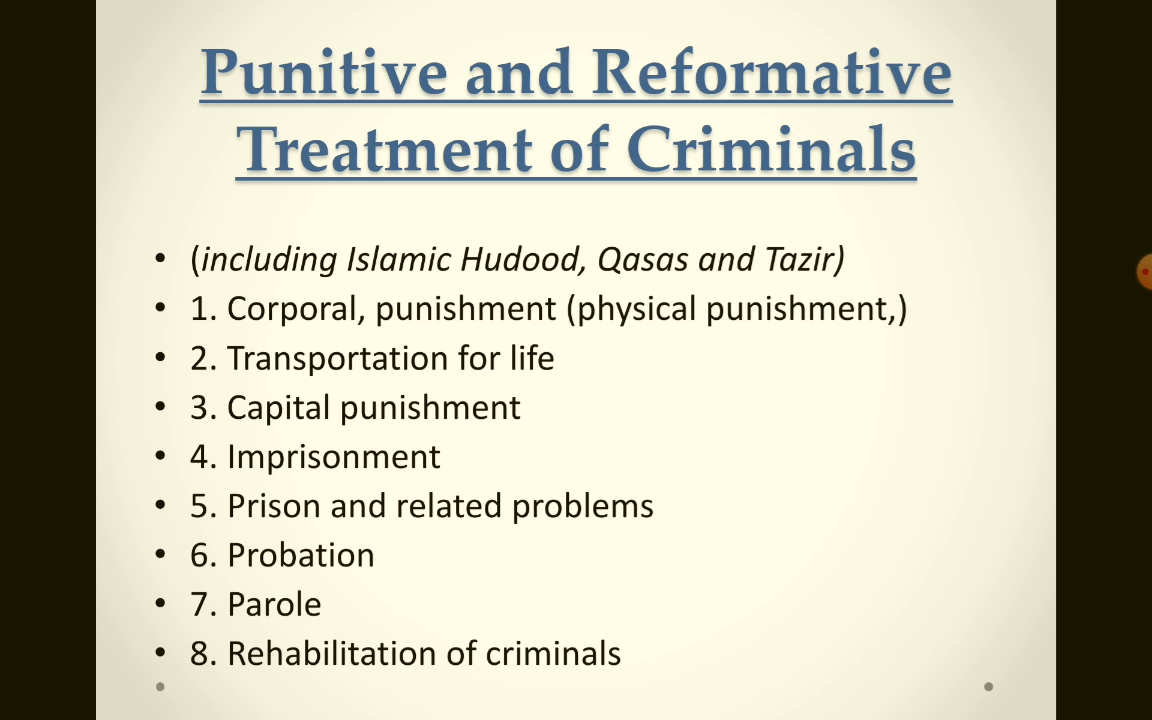 Punitive and Reformative
Treatment of Criminals
• (including Islamic Hudood, Qasas and Tazir)
• 1. Corporal, punishment (physical punishment,)
• 2. Transportation for life
• 3. Capital punishment
• 4. Imprisonment
• 5. Prison and related problems
• 6. Probation
• 7. Parole
• 8. Rehabilitation of criminals